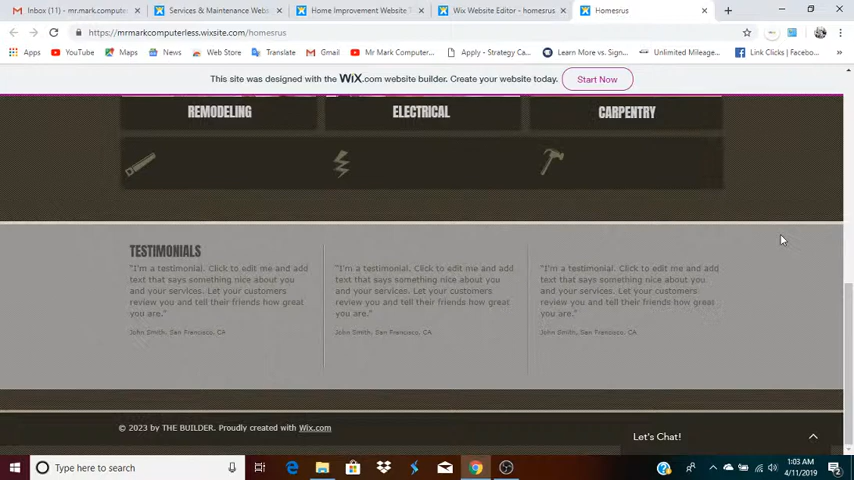 Inbox (11) - mr.mark.computer
Services & Maintenance Web
Home Improvement Website T
Wix Website Editor - homesrus
Homesrus
https://mrmarkcomputerless.wixsite.com/homesrus
Apps
YouTube
Maps
News
Web Store
Translate
Gmail
Mr Mark Computer...
Apply - Strategy Ca...
Learn More vs. Sign...
Unlimited Mileage...
Link Clicks | Faceboo...
This site was designed with the WiX.com website builder. Create your website today.
Start Now
REMODELING
ELECTRICAL
CARPENTRY
TESTIMONIALS
"I'm a testimonial. Click to edit me and add
text that says something nice about you
and your services. Let your customers
review you and tell their friends how great
you are."
John Smith, San Francisco, CA
"I'm a testimonial. Click to edit me and add
text that says something nice about you
and your services. Let your customers
review you and tell their friends how great
you are."
John Smith, San Francisco, CA
"I'm a testimonial. Click to edit me and add
text that says something nice about you
and your services. Let your customers
review you and tell their friends how great
you are."
John Smith, San Francisco, CA
© 2023 by THE BUILDER. Proudly created with Wix.com
Let's Chat!
Type here to search
1:03 AM
4/11/2019
2